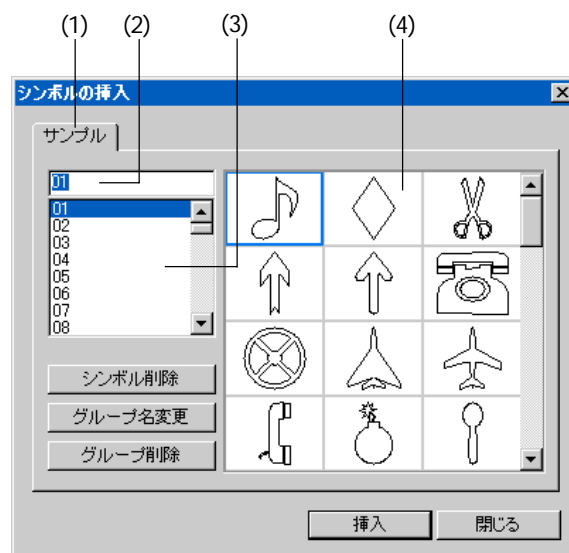 (1) (2) (3) (4)
シンボルの挿入
サンプル
01
01
02
03
04
05
06
07
08
シンボル削除
グループ名変更
グループ削除
挿入 閉じる